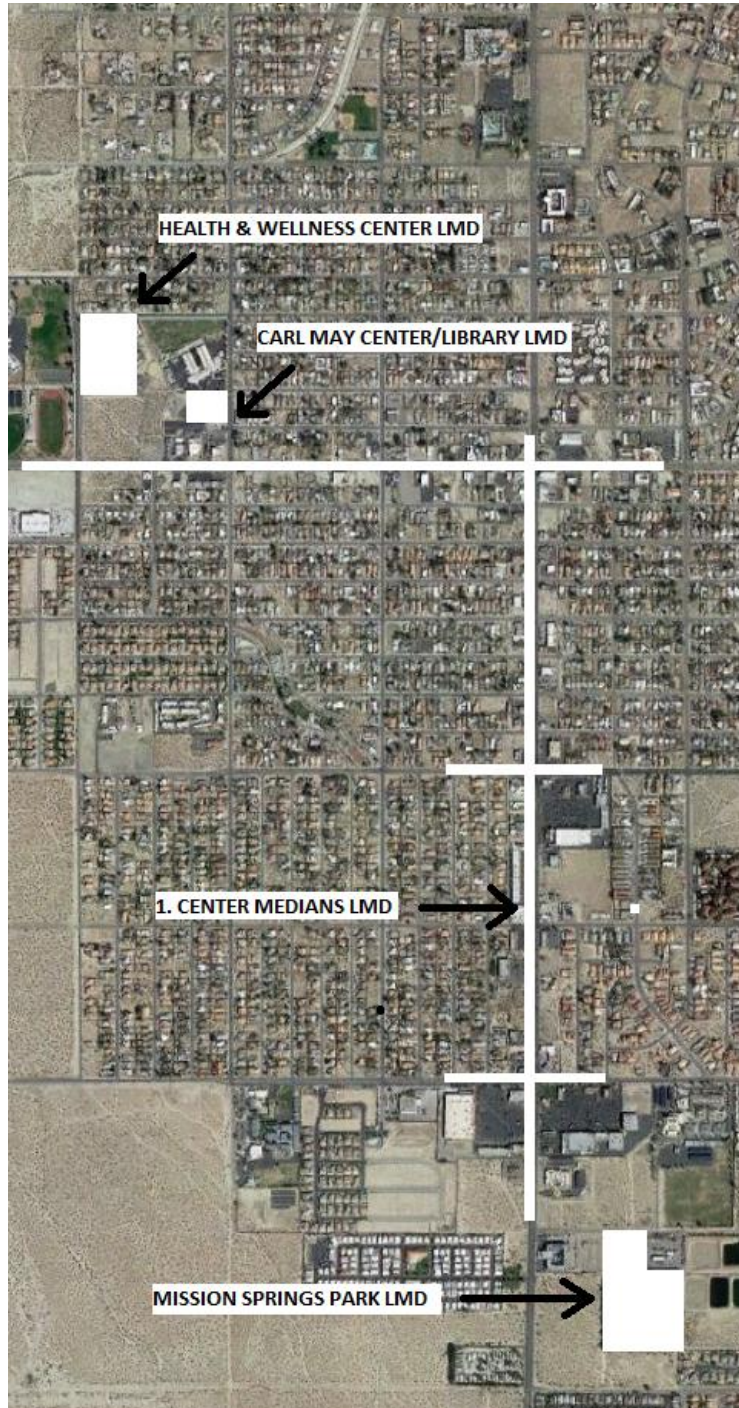 HEALTH & WELLNESS CENTER LMD
CARL MAY CENTER/LIBRARY LMD
1. CENTER MEDIANS LMD
MISSION SPRINGS PARK LMD